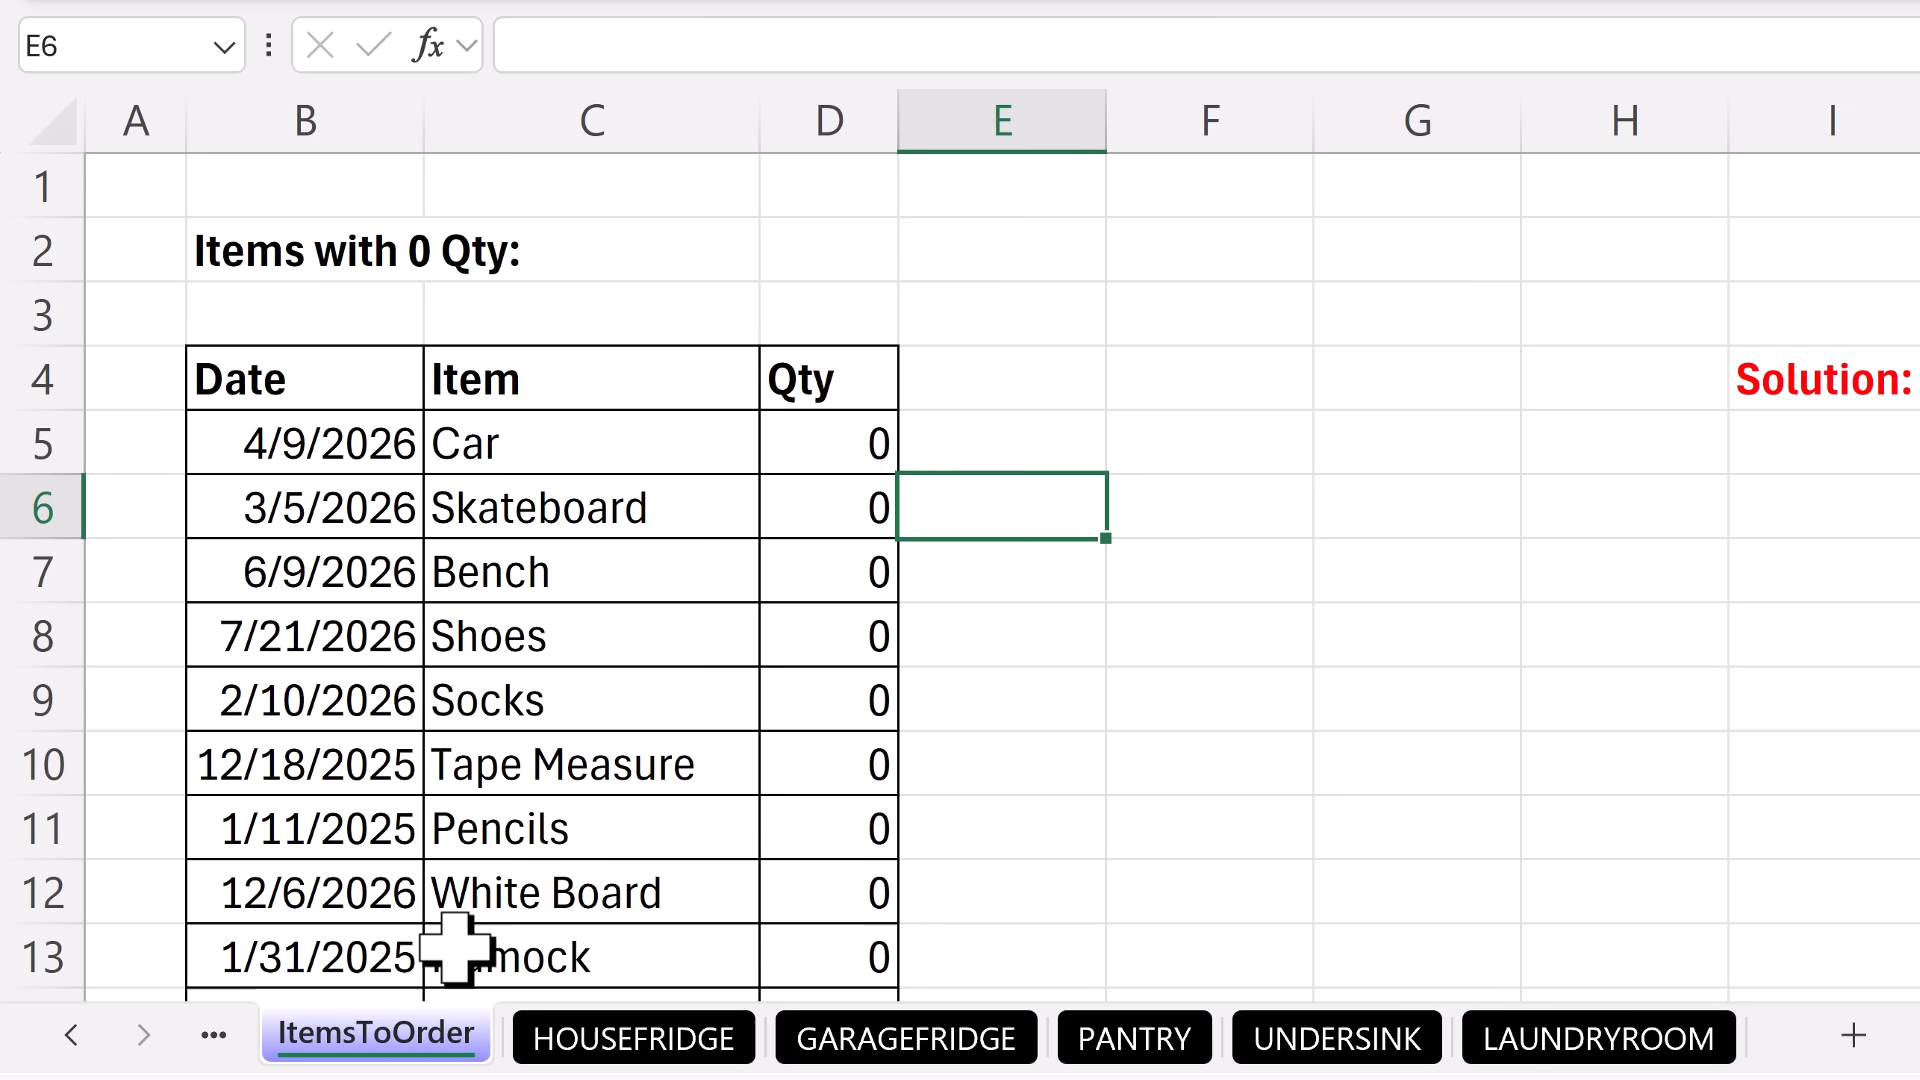 E6
fx
A B C D E F G H I
1
2 Items with 0 Qty:
3
4 Date Item Qty Solution:
5 4/9/2026 Car 0
6 3/5/2026 Skateboard 0
7 6/9/2026 Bench 0
8 7/21/2026 Shoes 0
9 2/10/2026 Socks 0
10 12/18/2025 Tape Measure 0
11 1/11/2025 Pencils 0
12 12/6/2026 White Board 0
13 1/31/2025 0
ItemsToOrder HOUSEFRIDGE GARAGEFRIDGE PANTRY UNDERSINK LAUNDRYROOM